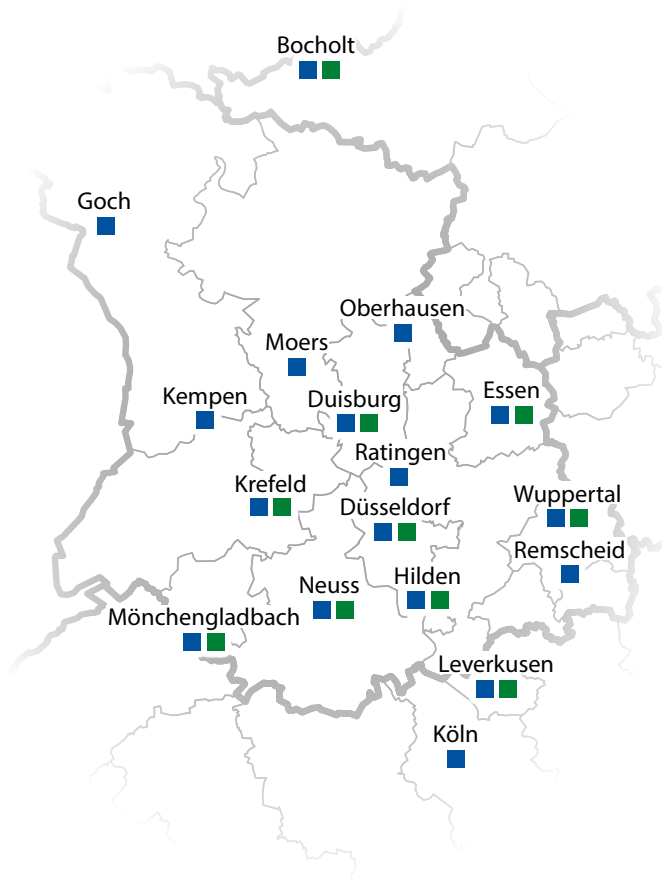 Bocholt
Goch
Oberhausen
Moers
Kempen
Duisburg
Essen
Ratingen
Krefeld
Düsseldorf
Wuppertal
Remscheid
Neuss
Hilden
Mönchengladbach
Leverkusen
Köln